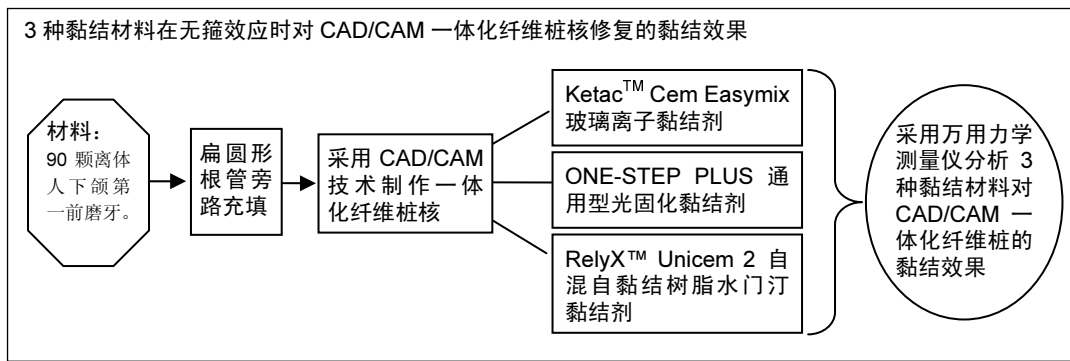 3 种黏结材料在无箍效应时对 CAD/CAM 一体化纤维桩核修复的黏结效果
材料：
90 颗离体
人下颌第
一前磨牙。
扁圆形
根管旁
路充填
采用 CAD/CAM
技术制作一体
化纤维桩核
Ketac™ Cem Easymix
玻璃离子黏结剂
ONE-STEP PLUS 通
用型光固化黏结剂
RelyX™ Unicem 2 自
混自黏结树脂水门汀
黏结剂
采用万用力学
测量仪分析 3
种黏结材料对
CAD/CAM 一
体化纤维桩的
黏结效果